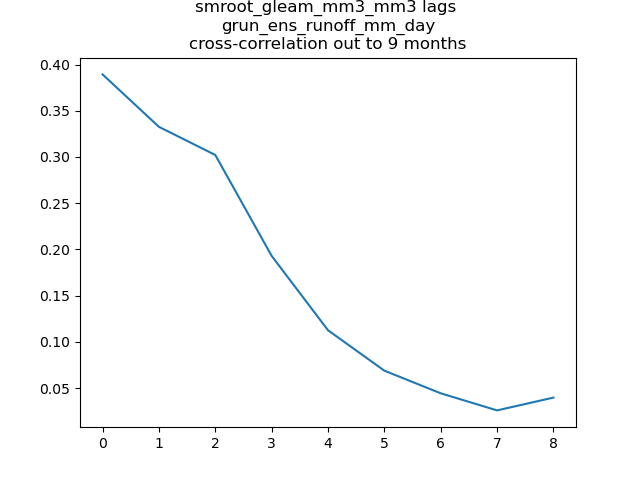 smroot_gleam_mm3_mm3 lags
grun_ens_runoff_mm_day
cross-correlation out to 9 months
0.40
0.35
0.30
0.25
0.20
0.15
0.10
0.05
0 1 2 3 4 5 6 7 8